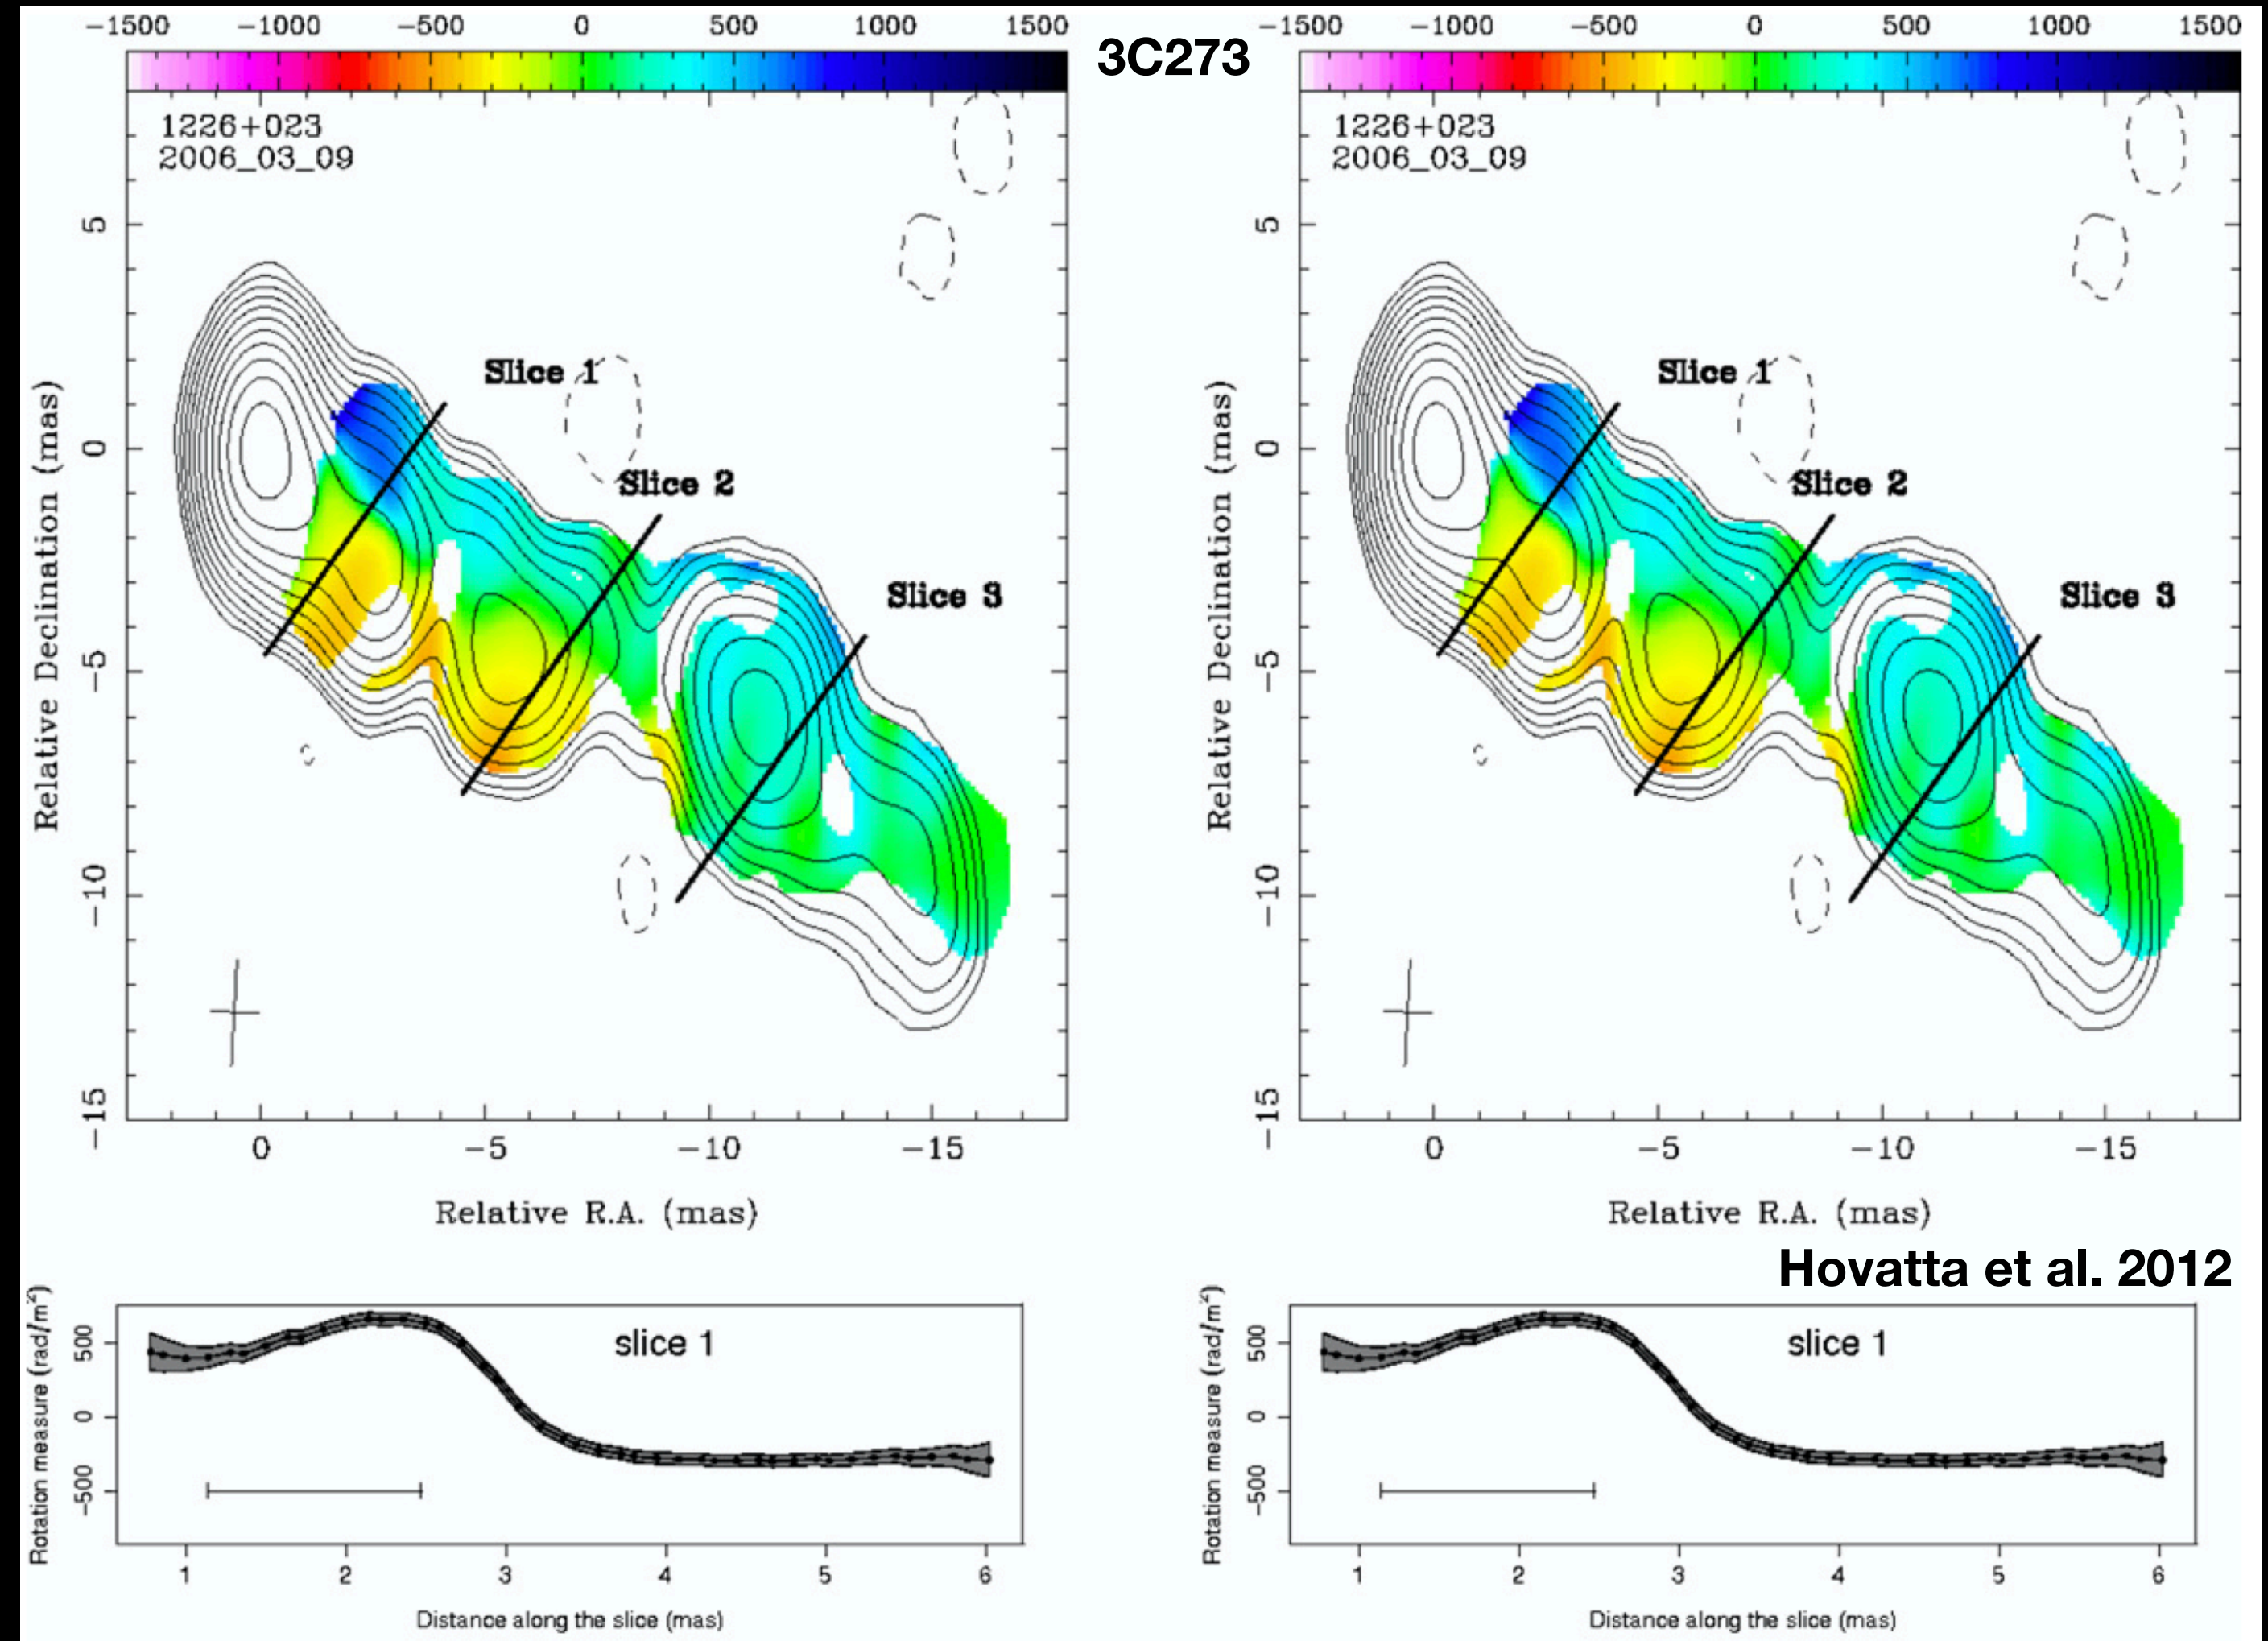 −1500 −1000 −500 0 500 1000 1500
3C273
−1500 −1000 −500 0 500 1000 1500
1226+023
2006_03_09
Slice 1
Slice 2
Slice 3
5
0
−5
−10
−15
Relative Declination (mas)
0 −5 −10 −15
Relative R.A. (mas)
1226+023
2006_03_09
Slice 1
Slice 2
Slice 3
5
0
−5
−10
−15
Relative Declination (mas)
0 −5 −10 −15
Relative R.A. (mas)
Hovatta et al. 2012
Rotation measure (rad/m²)
500
0
−500
slice 1
1 2 3 4 5 6
Distance along the slice (mas)
Rotation measure (rad/m²)
500
0
−500
slice 1
1 2 3 4 5 6
Distance along the slice (mas)